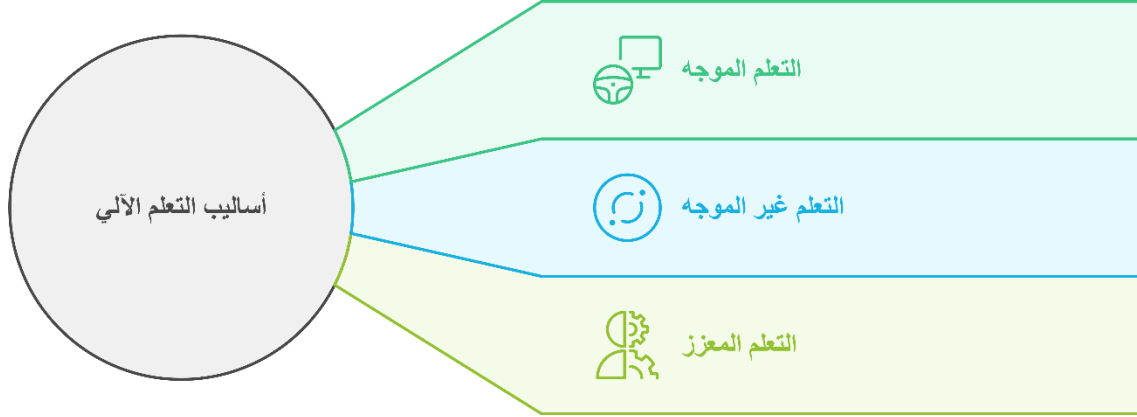 أساليب التعلم الآلي
التعلم الموجه
التعلم غير الموجه
التعلم المعزز